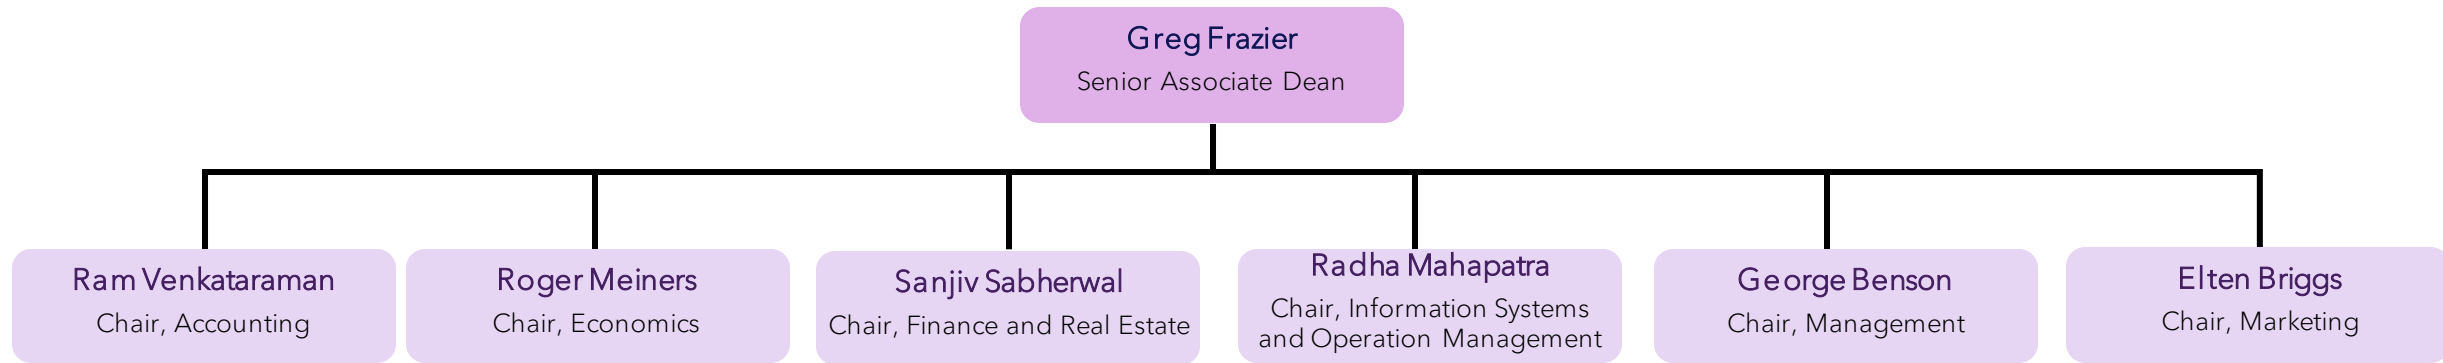 Greg Frazier
Senior Associate Dean
Ram Venkataraman
Chair, Accounting
Roger Meiners
Chair, Economics
Sanjiv Sabherwal
Chair, Finance and Real Estate
Radha Mahapatra
Chair, Information Systems
and Operation Management
George Benson
Chair, Management
Elten Briggs
Chair, Marketing